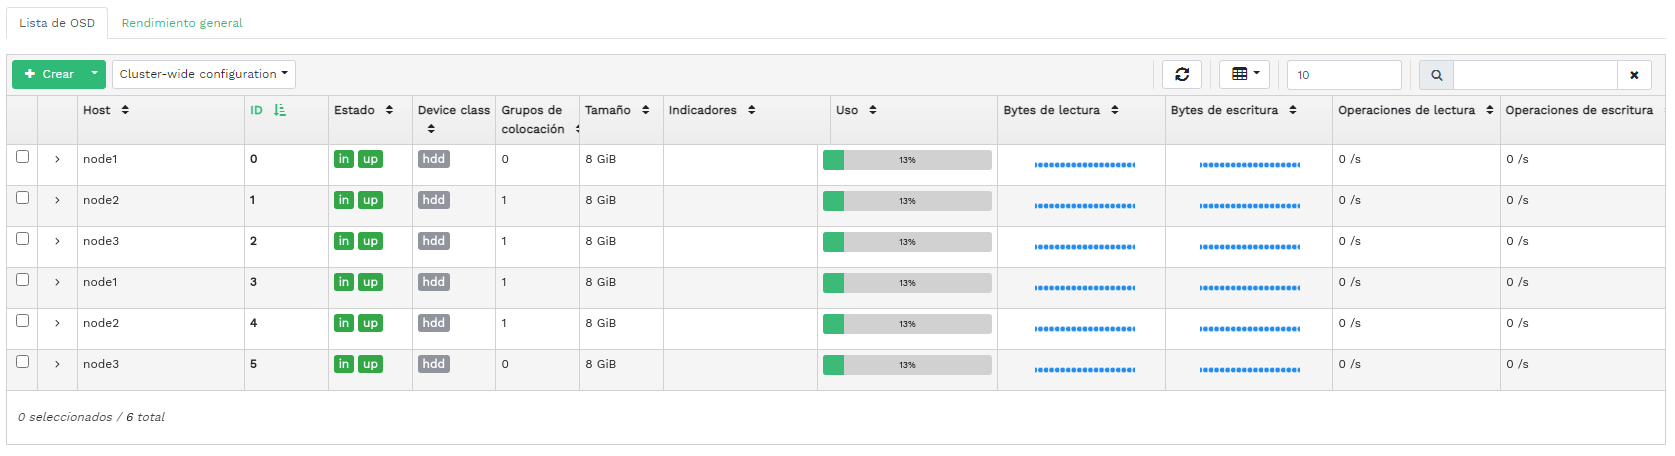 Lista de OSD Rendimiento general
Crear Cluster-wide configuration 10
Host ID Estado Device class Grupos de colocación Tamaño Indicadores Uso Bytes de lectura Bytes de escritura Operaciones de lectura Operaciones de escritura
node1 0 in up hdd 0 8 GiB 13% 0 /s 0 /s
node2 1 in up hdd 1 8 GiB 13% 0 /s 0 /s
node3 2 in up hdd 1 8 GiB 13% 0 /s 0 /s
node1 3 in up hdd 1 8 GiB 13% 0 /s 0 /s
node2 4 in up hdd 1 8 GiB 13% 0 /s 0 /s
node3 5 in up hdd 0 8 GiB 13% 0 /s 0 /s
0 seleccionados / 6 total